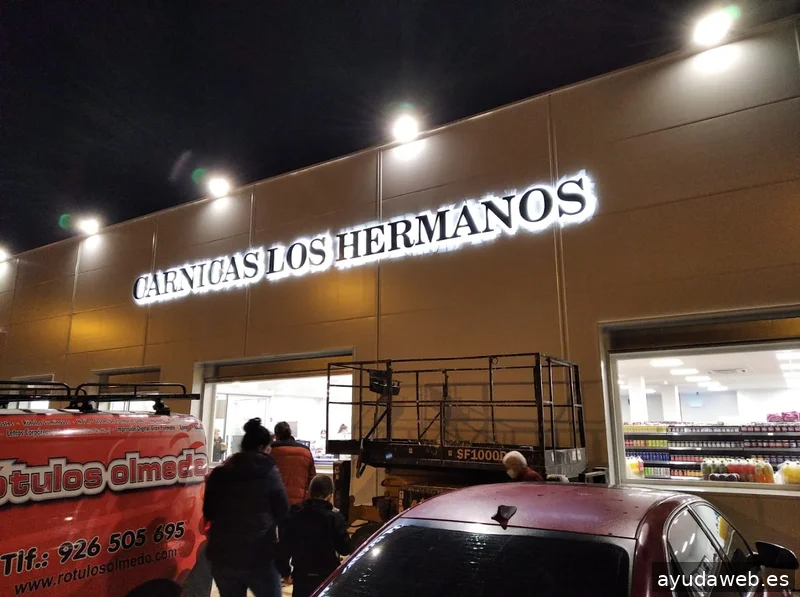 CARNICAS LOS HERMANOS
SF1000D
rotulos olmedo
Tlf.: 926 505 695
www.rotulosolmedo.com
ayudaweb.es